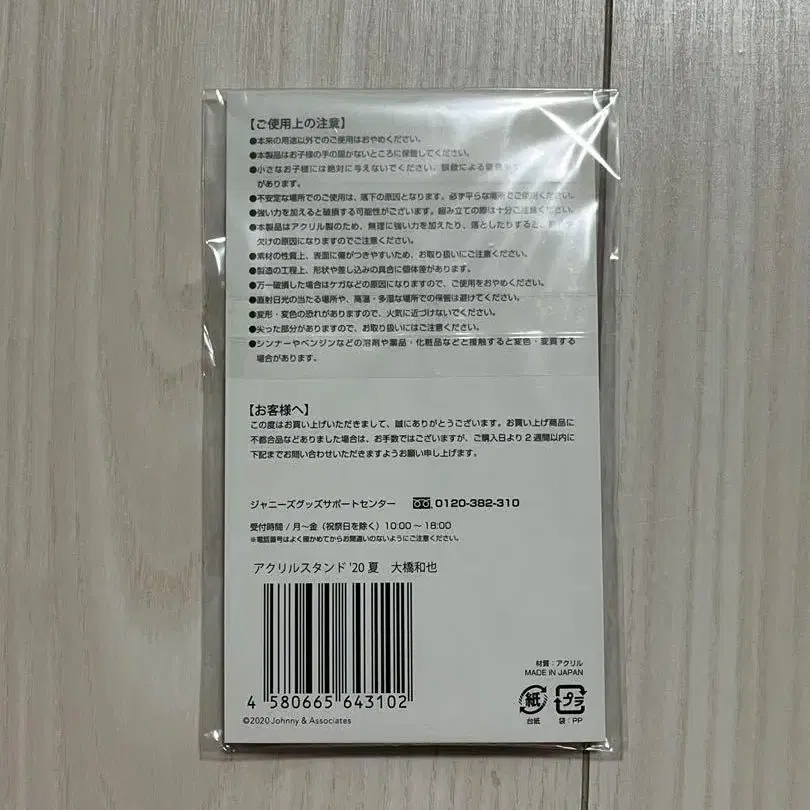 【ご使用上の注意】
●本来の用途以外でのご使用はおやめください。
●本製品はお子様の手の届かないところに保管してください。
●小さなお子様には絶対に与えないでください。誤飲による
があります。
●不安定な場所でのご使用は、落下の原因となります。必ず平らな場所でご使用ください。
●強い力を加えると破損する可能性がございます。組み立ての際は十分ご注意ください。
●本製品はアクリル製のため、無理に強い力を加えたり、落としたりすると、
欠けの原因になりますのでご注意ください。
●素材の性質上、表面に傷がつきやすいため、お取り扱いにご注意ください。
●製造の工程上、形状や差し込みの具合に個体差があります。
●万一破損した場合はケガなどの原因になりますので、ご使用をおやめください。
●直射日光の当たる場所や、高温・多湿な場所での保管は避けてください。
●変形・変色の恐れがありますので、火気に近づけないでください。
●尖った部分がありますので、お取り扱いにはご注意ください。
●シンナーやベンジンなどの溶剤や薬品・化粧品などと接触すると変色・変質する
場合があります。
【お客様へ】
この度はお買い上げいただきまして、誠にありがとうございます。お買い上げ商品に
不都合品などありました場合は、お手数ではございますが、ご購入日より2週間以内に
下記までお問い合わせいただきますようお願い申し上げます。
ジャニーズグッズサポートセンター 0120-382-310
受付時間 / 月〜金（祝祭日を除く）10:00〜18:00
※電話番号はよく確かめてからお間違いのないようにご注意ください。
アクリルスタンド '20 夏 大橋和也
4 580665 643102
©2020 Johnny & Associates
材質：アクリル
MADE IN JAPAN
紙 プラ
台紙 袋：PP